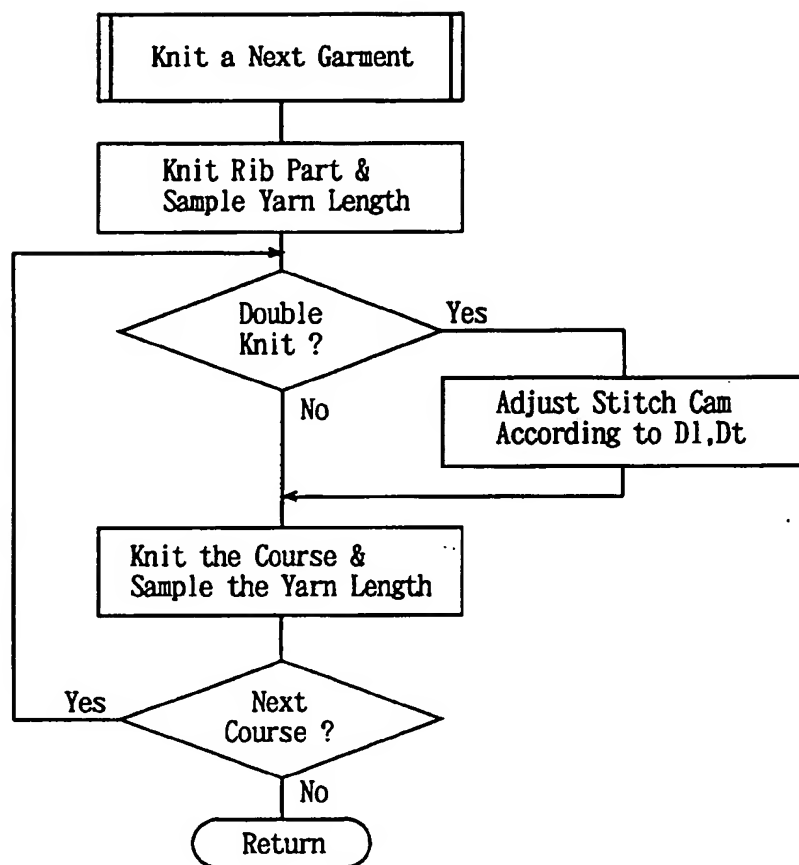 Knit a Next Garment
Knit Rib Part &
Sample Yarn Length
Double
Knit ?
Yes
No
Adjust Stitch Cam
According to Dl,Dt
Knit the Course &
Sample the Yarn Length
Yes
Next
Course ?
No
Return